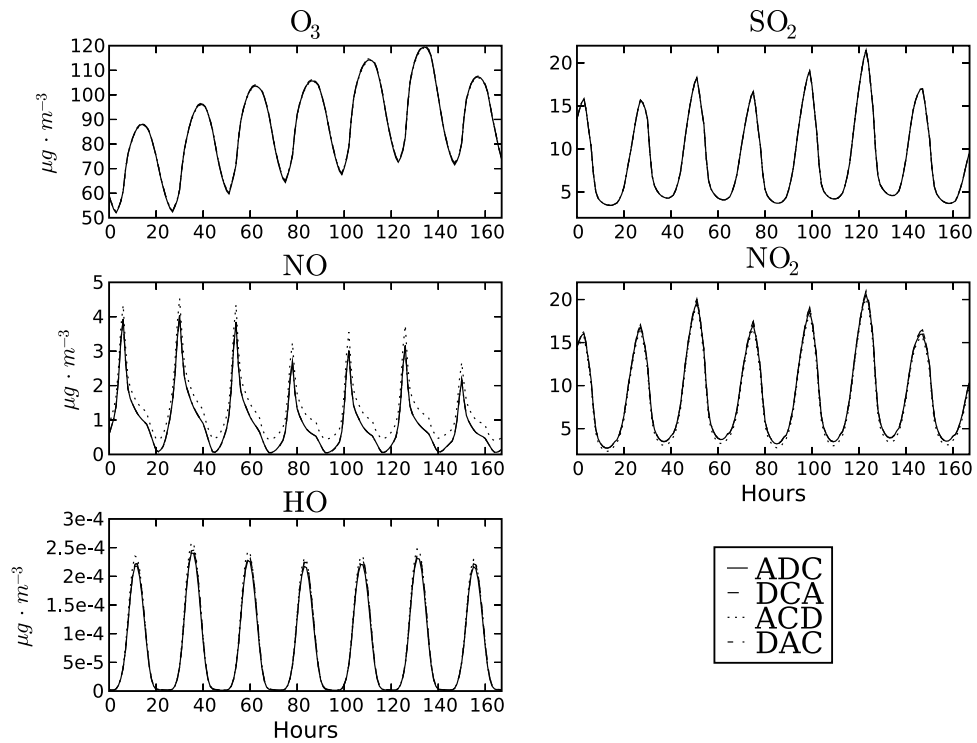 O₃
μg · m⁻³
120
110
100
90
80
70
60
50
0 20 40 60 80 100 120 140 160
SO₂
20
15
10
5
0 20 40 60 80 100 120 140 160
NO
μg · m⁻³
5
4
3
2
1
0
0 20 40 60 80 100 120 140 160
NO₂
20
15
10
5
0 20 40 60 80 100 120 140 160
Hours
HO
μg · m⁻³
3e-4
2.5e-4
2e-4
1.5e-4
1e-4
5e-5
0
0 20 40 60 80 100 120 140 160
Hours
ADC
DCA
ACD
DAC